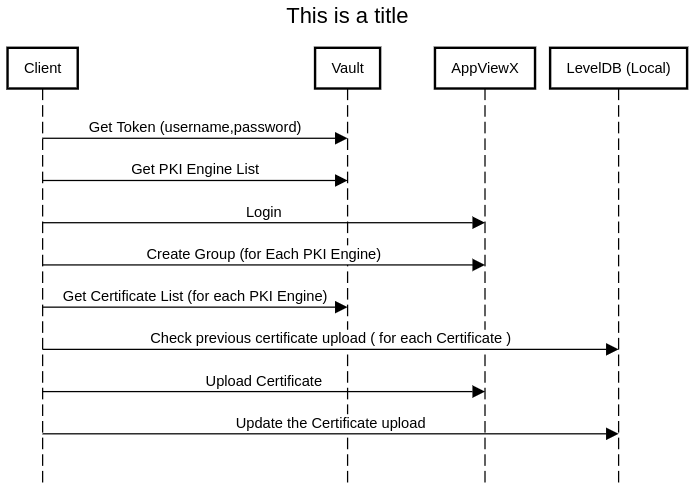 This is a title
Client
Vault
AppViewX
LevelDB (Local)
Get Token (username,password)
Get PKI Engine List
Login
Create Group (for Each PKI Engine)
Get Certificate List (for each PKI Engine)
Check previous certificate upload ( for each Certificate )
Upload Certificate
Update the Certificate upload